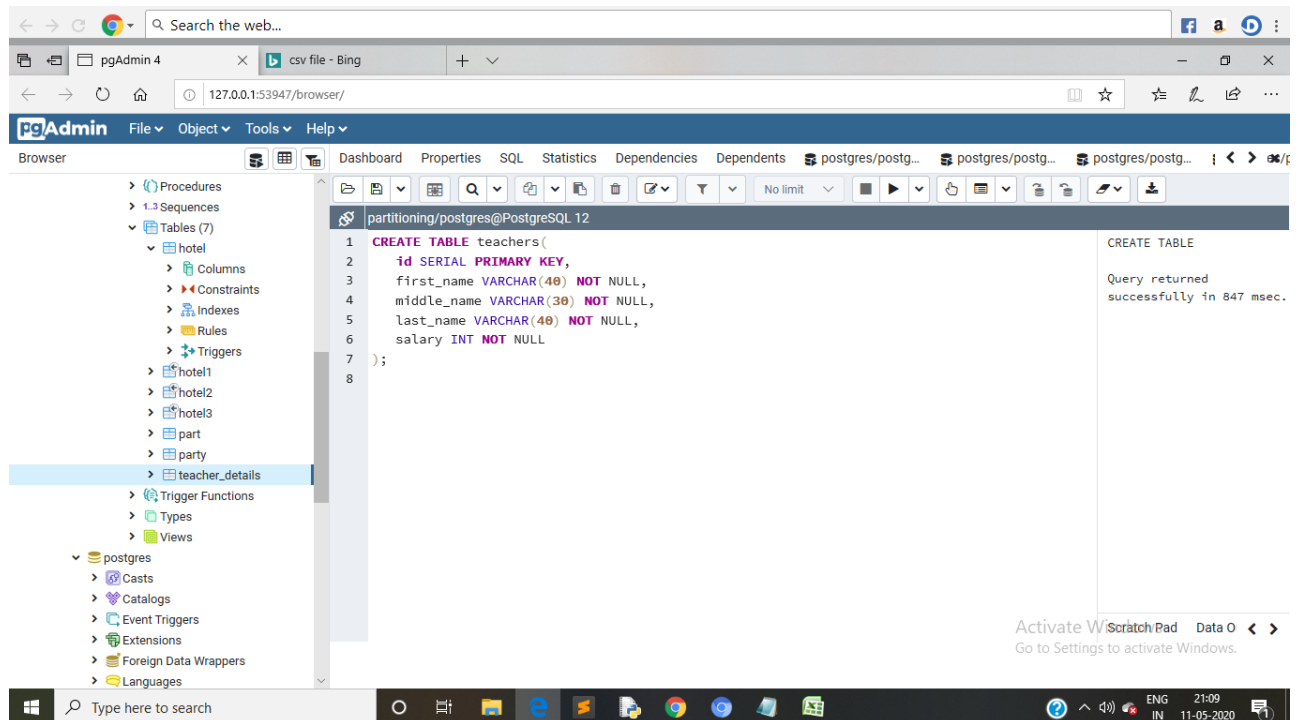 Search the web...
pgAdmin 4
csv file - Bing
127.0.0.1:53947/browser/
pgAdmin File Object Tools Help
Browser
Dashboard Properties SQL Statistics Dependencies Dependents postgres/postg... postgres/postg... postgres/postg...
No limit
partitioning/postgres@PostgreSQL 12
Procedures
1..3 Sequences
Tables (7)
hotel
Columns
Constraints
Indexes
Rules
Triggers
hotel1
hotel2
hotel3
part
party
teacher_details
Trigger Functions
Types
Views
postgres
Casts
Catalogs
Event Triggers
Extensions
Foreign Data Wrappers
Languages
1 CREATE TABLE teachers(
2 id SERIAL PRIMARY KEY,
3 first_name VARCHAR(40) NOT NULL,
4 middle_name VARCHAR(30) NOT NULL,
5 last_name VARCHAR(40) NOT NULL,
6 salary INT NOT NULL
7 );
8
CREATE TABLE
Query returned
successfully in 847 msec.
Activate Windows
Scratch Pad Data O
Go to Settings to activate Windows.
Type here to search
ENG
IN
21:09
11-05-2020